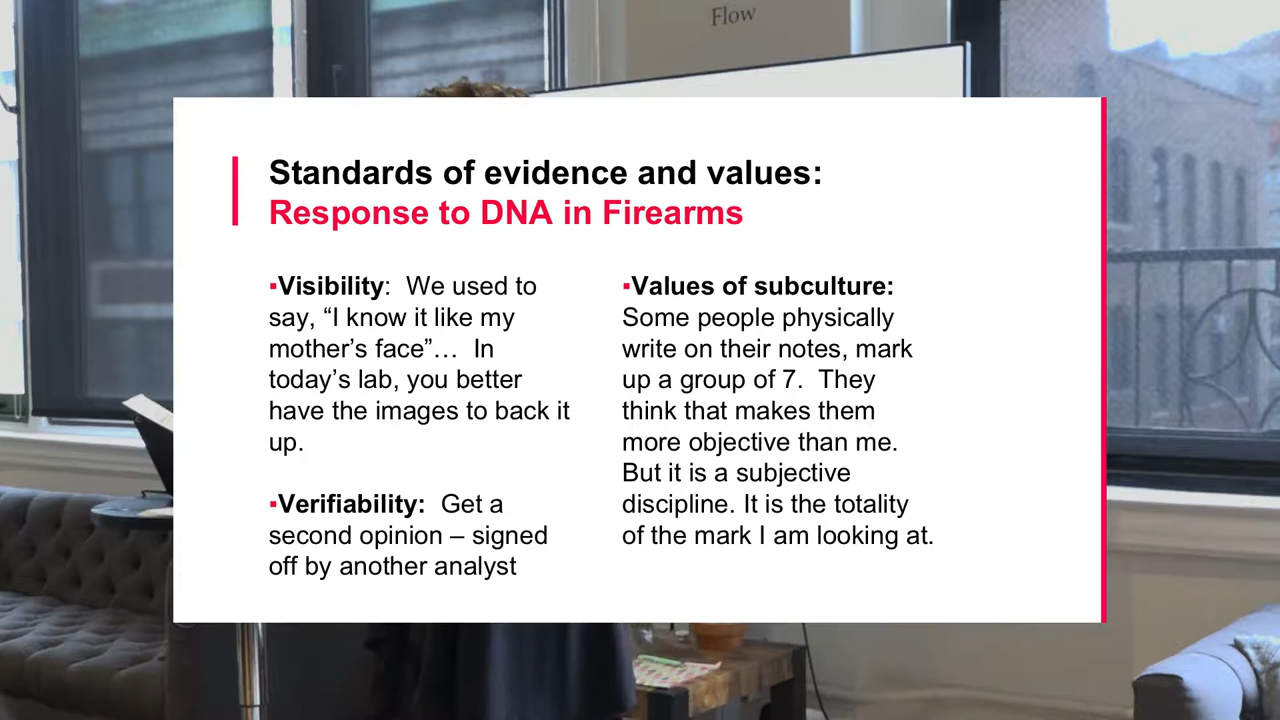 Flow
Standards of evidence and values:
Response to DNA in Firearms
▪Visibility:  We used to
say, “I know it like my
mother’s face”…  In
today’s lab, you better
have the images to back it
up.
▪Verifiability:  Get a
second opinion – signed
off by another analyst
▪Values of subculture:
Some people physically
write on their notes, mark
up a group of 7.  They
think that makes them
more objective than me.
But it is a subjective
discipline. It is the totality
of the mark I am looking at.